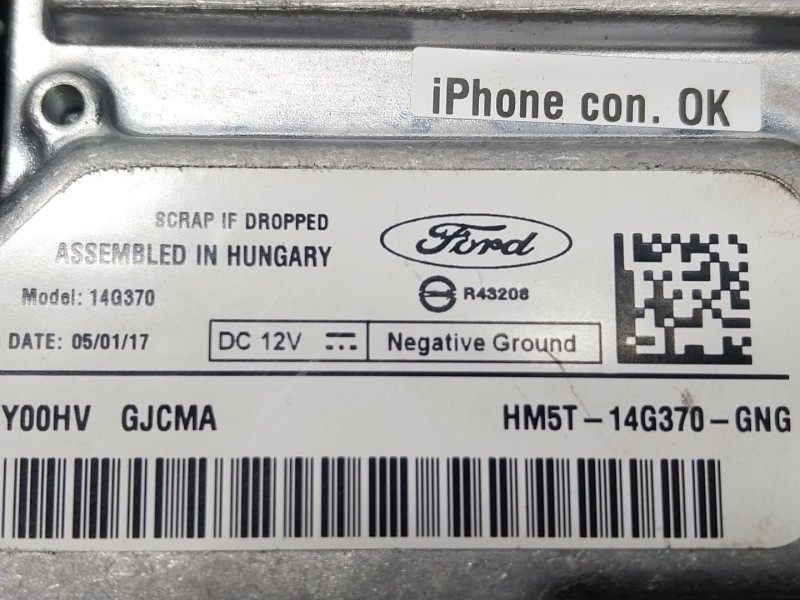 iPhone con. OK
SCRAP IF DROPPED
ASSEMBLED IN HUNGARY
Ford
Model: 14G370
R43208
DATE: 05/01/17
DC 12V
Negative Ground
Y00HV GJCMA
HM5T-14G370-GNG